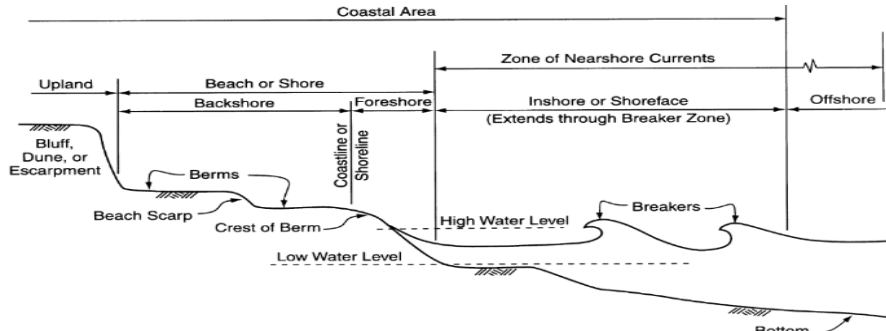 Coastal Area
Zone of Nearshore Currents
Upland
Beach or Shore
Backshore
Foreshore
Inshore or Shoreface
(Extends through Breaker Zone)
Offshore
Bluff,
Dune, or
Escarpment
Coastline or
Shoreline
Berms
Beach Scarp
Crest of Berm
High Water Level
Breakers
Low Water Level
Bottom